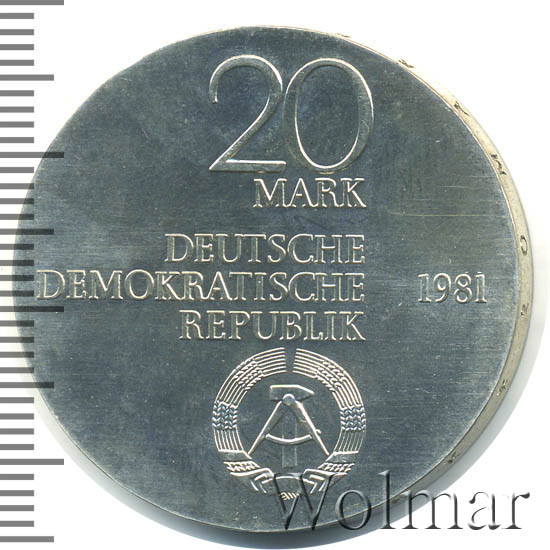 20
MARK
DEUTSCHE
DEMOKRATISCHE 1981
REPUBLIK
Wolmar